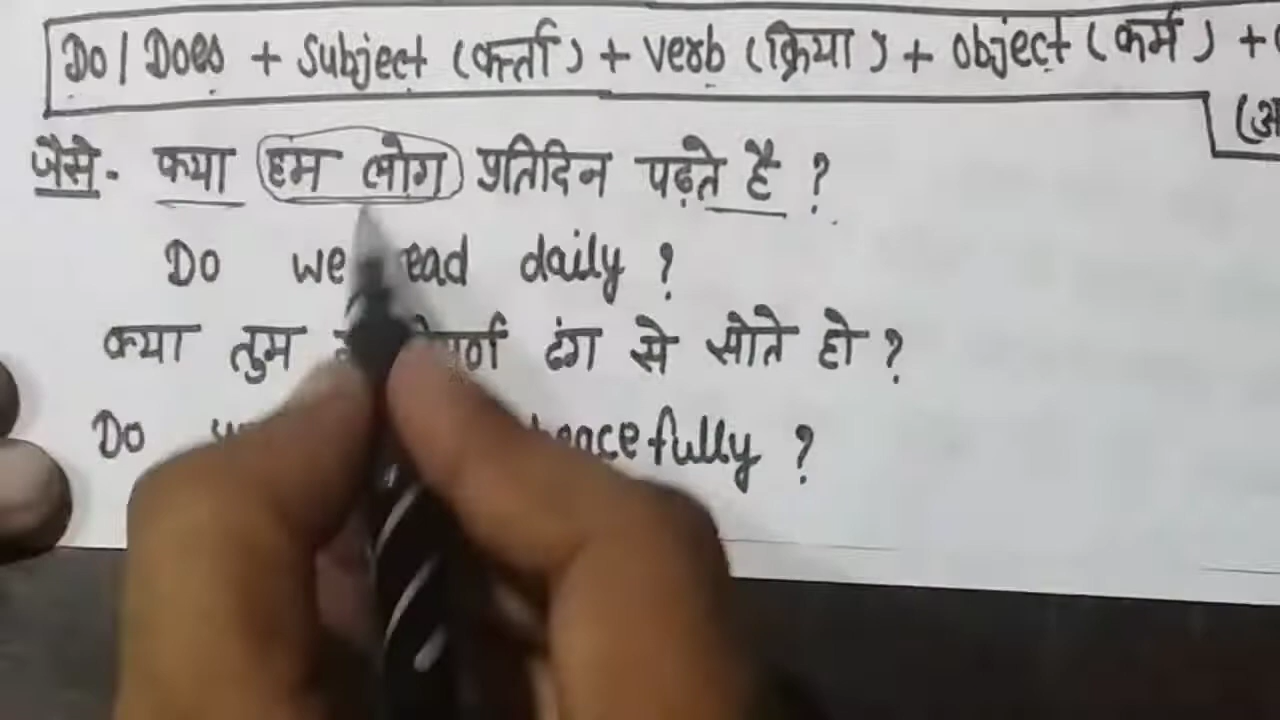 Do / Does + Subject (कर्त्ता) + verb (क्रिया) + object (कर्म) +
जैसे- क्या हम लोग प्रतिदिन पढ़ते है ?
Do we read daily ?
क्या तुम ढंग से सोते हो ?
Do peacefully ?